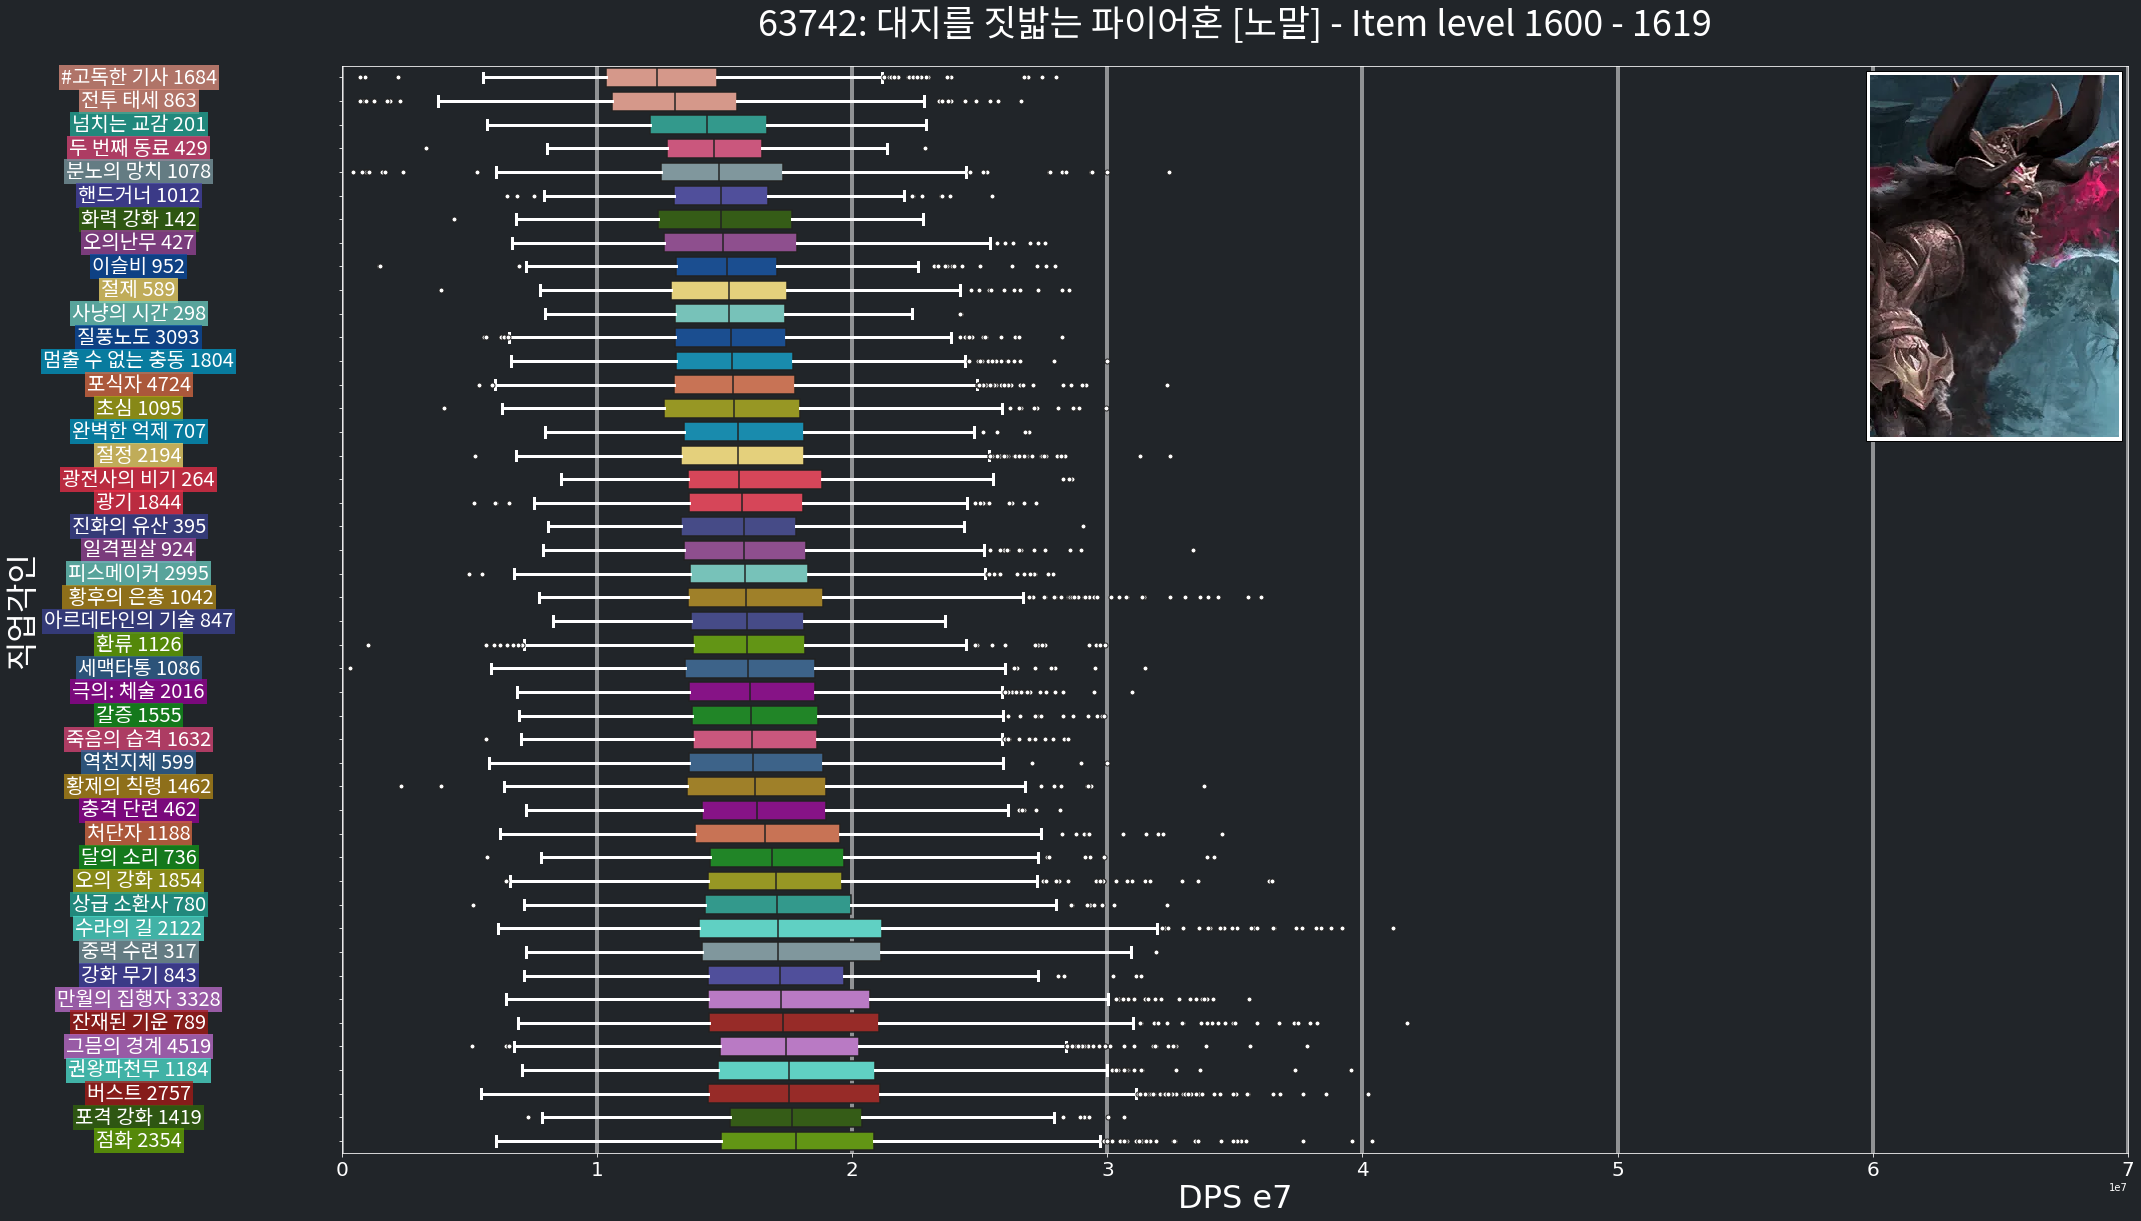 63742: 대지를 짓밟는 파이어혼 [노말] - Item level 1600 - 1619
직업각인
#고독한 기사 1684
전투 태세 863
넘치는 교감 201
두 번째 동료 429
분노의 망치 1078
핸드거너 1012
화력 강화 142
오의난무 427
이슬비 952
절제 589
사냥의 시간 298
질풍노도 3093
멈출 수 없는 충동 1804
포식자 4724
초심 1095
완벽한 억제 707
절정 2194
광전사의 비기 264
광기 1844
진화의 유산 395
일격필살 924
피스메이커 2995
황후의 은총 1042
아르데타인의 기술 847
환류 1126
세맥타통 1086
극의: 체술 2016
갈증 1555
죽음의 습격 1632
역천지체 599
황제의 칙령 1462
충격 단련 462
처단자 1188
달의 소리 736
오의 강화 1854
상급 소환사 780
수라의 길 2122
중력 수련 317
강화 무기 843
만월의 집행자 3328
잔재된 기운 789
그믐의 경계 4519
권왕파천무 1184
버스트 2757
포격 강화 1419
점화 2354
0 1 2 3 4 5 6 7
DPS e7
1e7